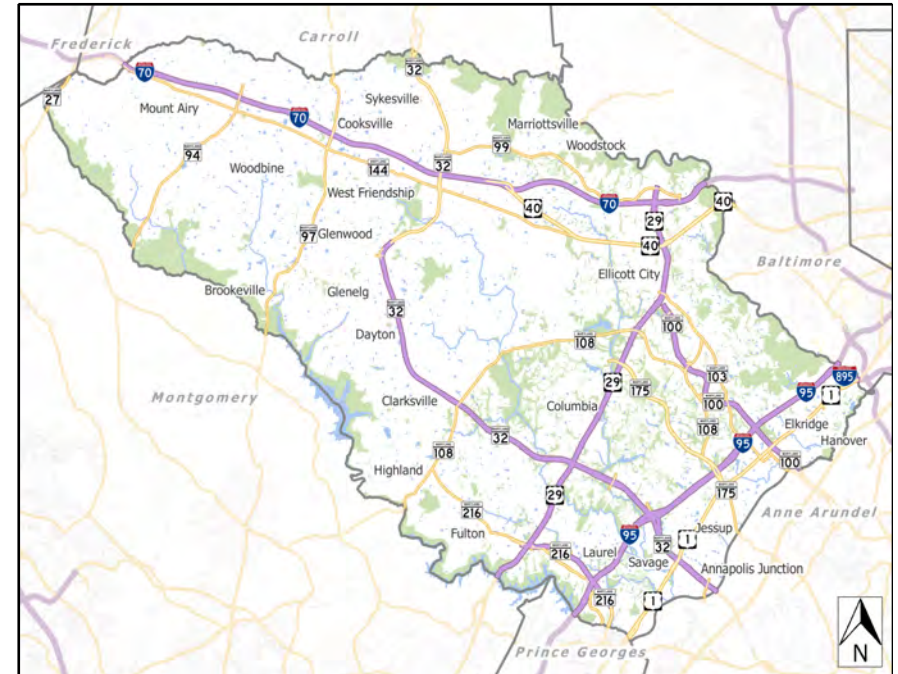 Carroll
Frederick
70
32
27
Sykesville
Mount Airy
70
Cooksville
Marriottsville
94
99
Woodstock
Woodbine
144
32
West Friendship
40
70
29
40
97
Glenwood
40
Baltimore
Ellicott City
Brookeville
Glenelg
32
100
Dayton
108
103
895
29
175
95
1
Montgomery
Clarksville
Columbia
100
108
Elkridge
32
95
Hanover
108
100
Highland
29
175
216
Anne Arundel
Fulton
95
Jessup
1
216
Laurel
32
Savage
Annapolis Junction
216
1
Prince Georges
N